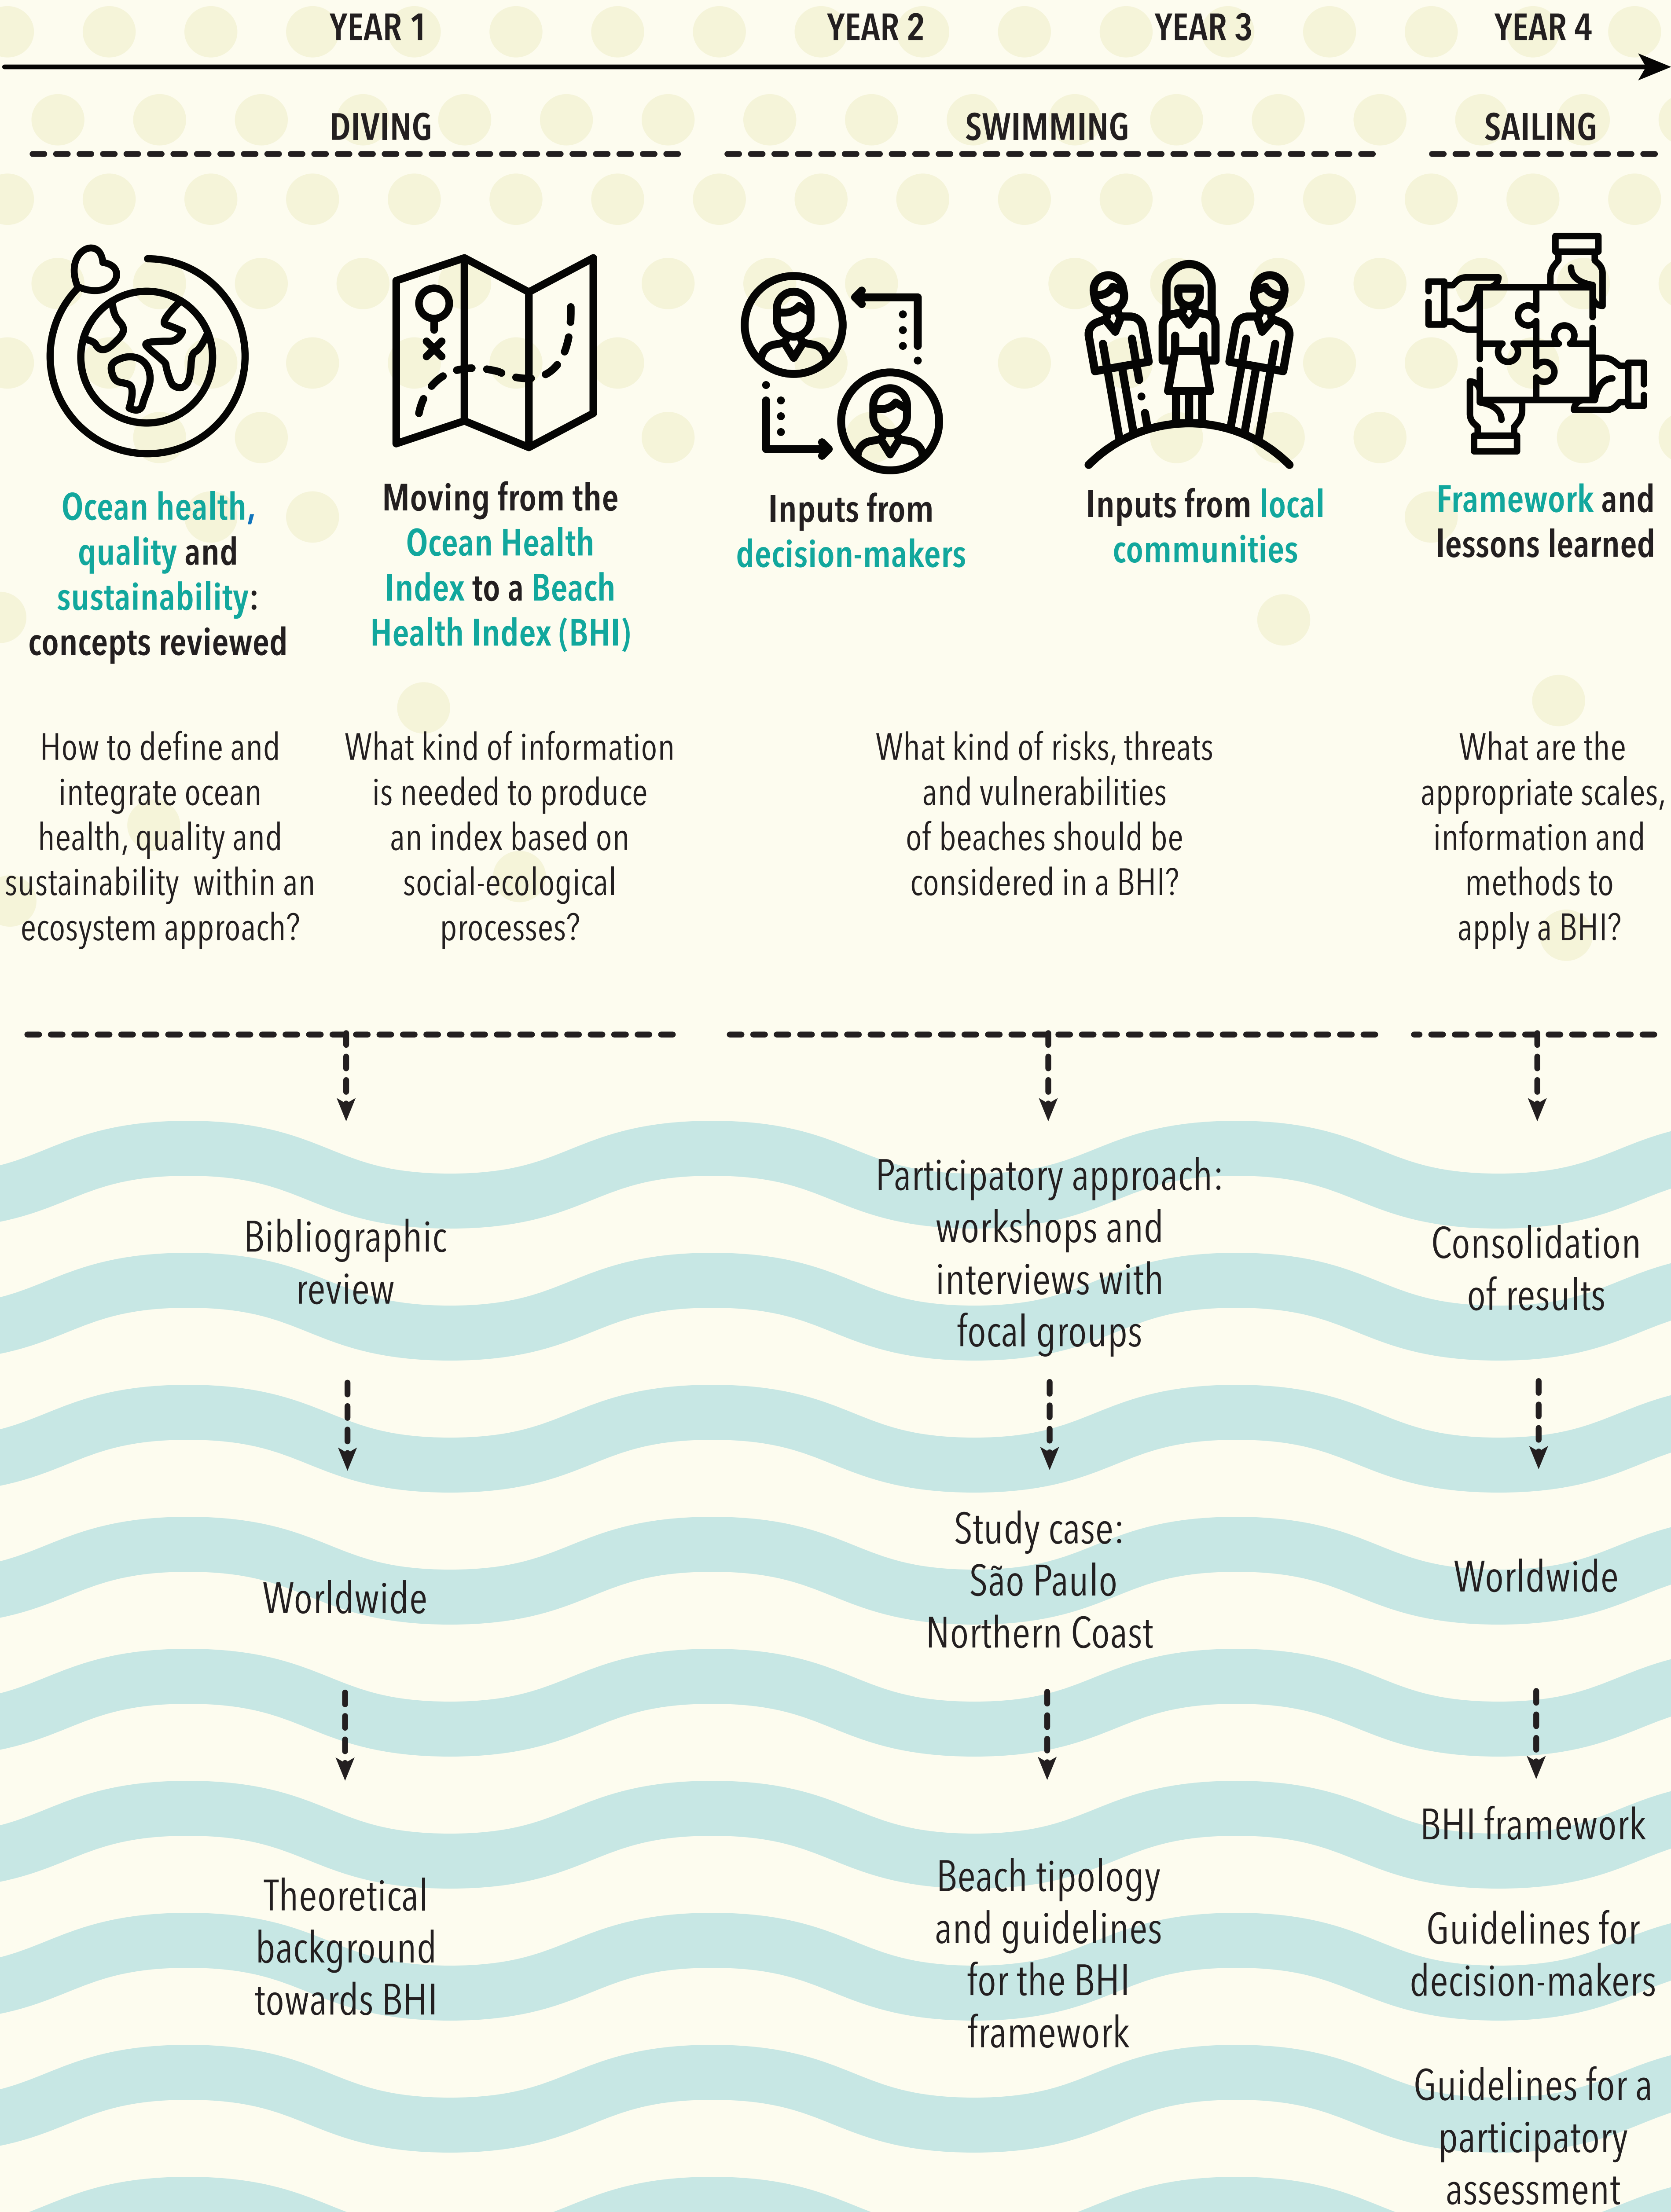 YEAR 1
YEAR 2
YEAR 3
YEAR 4
DIVING
SWIMMING
SAILING
Ocean health,
quality and
sustainability:
concepts reviewed
Moving from the
Ocean Health
Index to a Beach
Health Index (BHI)
Inputs from
decision-makers
Inputs from local
communities
Framework and
lessons learned
How to define and
integrate ocean
health, quality and
sustainability within an
ecosystem approach?
What kind of information
is needed to produce
an index based on
social-ecological
processes?
What kind of risks, threats
and vulnerabilities
of beaches should be
considered in a BHI?
What are the
appropriate scales,
information and
methods to
apply a BHI?
Bibliographic
review
Participatory approach:
workshops and
interviews with
focal groups
Consolidation
of results
Worldwide
Study case:
São Paulo
Northern Coast
Worldwide
Theoretical
background
towards BHI
Beach tipology
and guidelines
for the BHI
framework
BHI framework
Guidelines for
decision-makers
Guidelines for a
participatory
assessment